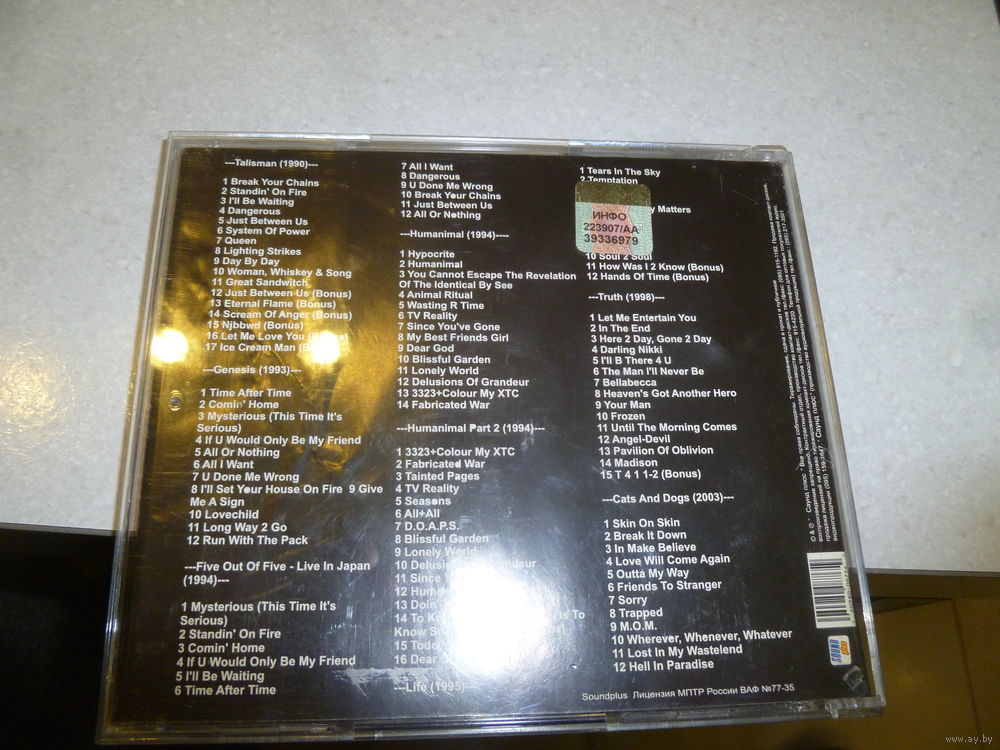 ---Talisman (1990)---
1 Break Your Chains
2 Standin' On Fire
3 I'll Be Waiting
4 Dangerous
5 Just Between Us
6 System Of Power
7 Queen
8 Lighting Strikes
9 Day By Day
10 Woman, Whiskey & Song
11 Great Sandwitch
12 Just Between Us (Bonus)
13 Eternal Flame (Bonus)
14 Scream Of Anger (Bonus)
15 Njbbwd (Bonus)
16 Let Me Love You
17 Ice Cream Man
---Genesis (1993)---
1 Time After Time
2 Comin' Home
3 Mysterious (This Time It's
Serious)
4 If U Would Only Be My Friend
5 All Or Nothing
6 All I Want
7 U Done Me Wrong
8 I'll Set Your House On Fire 9 Give
Me A Sign
10 Lovechild
11 Long Way 2 Go
12 Run With The Pack
---Five Out Of Five - Live In Japan
(1994)---
1 Mysterious (This Time It's
Serious)
2 Standin' On Fire
3 Comin' Home
4 If U Would Only Be My Friend
5 I'll Be Waiting
6 Time After Time
7 All I Want
8 Dangerous
9 U Done Me Wrong
10 Break Your Chains
11 Just Between Us
12 All Or Nothing
---Humanimal (1994)----
1 Hypocrite
2 Humanimal
3 You Cannot Escape The Revelation
Of The Identical By See
4 Animal Ritual
5 Wasting R Time
6 TV Reality
7 Since You've Gone
8 My Best Friends Girl
9 Dear God
10 Blissful Garden
11 Lonely World
12 Delusions Of Grandeur
13 3323+Colour My XTC
14 Fabricated War
---Humanimal Part 2 (1994)---
1 3323+Colour My XTC
2 Fabricated War
3 Tainted Pages
4 TV Reality
5 Seasons
6 All+All
7 D.O.A.P.S.
8 Blissful Garden
9 Lonely World
10
11 Since
12
13 Doin'
14 To
Know
15
16 Dear
---Life (1995)
1 Tears In The Sky
2 Temptation
Matters
10 Soul 2 Soul
11 How Was I 2 Know (Bonus)
12 Hands Of Time (Bonus)
---Truth (1998)---
1 Let Me Entertain You
2 In The End
3 Here 2 Day, Gone 2 Day
4 Darling Nikki
5 I'll B There 4 U
6 The Man I'll Never Be
7 Bellabecca
8 Heaven's Got Another Hero
9 Your Man
10 Frozen
11 Until The Morning Comes
12 Angel-Devil
13 Pavilion Of Oblivion
14 Madison
15 T 4 1 1-2 (Bonus)
---Cats And Dogs (2003)---
1 Skin On Skin
2 Break It Down
3 In Make Believe
4 Love Will Come Again
5 Outta My Way
6 Friends To Stranger
7 Sorry
8 Trapped
9 M.O.M.
10 Wherever, Whenever, Whatever
11 Lost In My Wastelend
12 Hell In Paradise
Soundplus Лицензия МПТР России ВАФ №77-35
ИНФО
223907/АА
39336979
www.ay.by